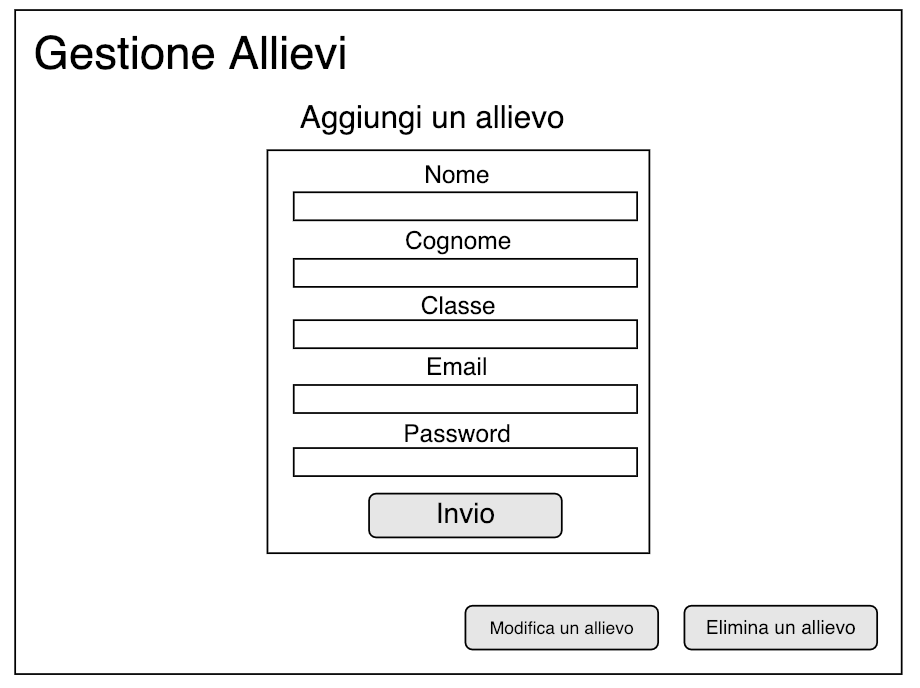 Gestione Allievi
Aggiungi un allievo
Nome
Cognome
Classe
Email
Password
Invio
Modifica un allievo
Elimina un allievo